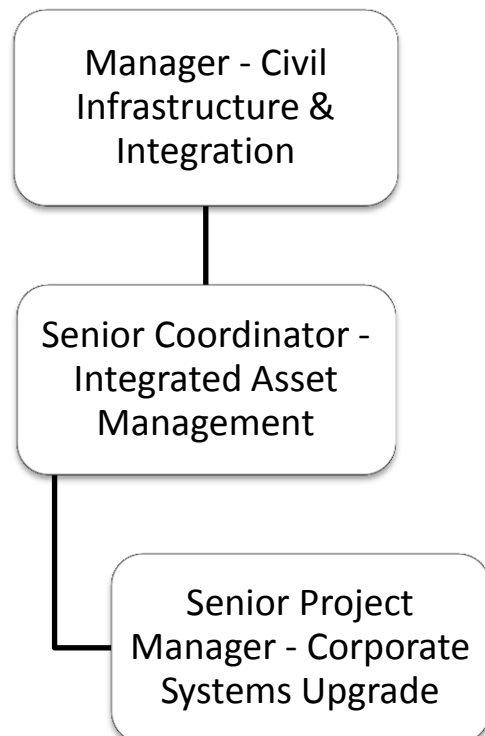 Manager - Civil
Infrastructure &
Integration
Senior Coordinator -
Integrated Asset
Management
Senior Project
Manager - Corporate
Systems Upgrade